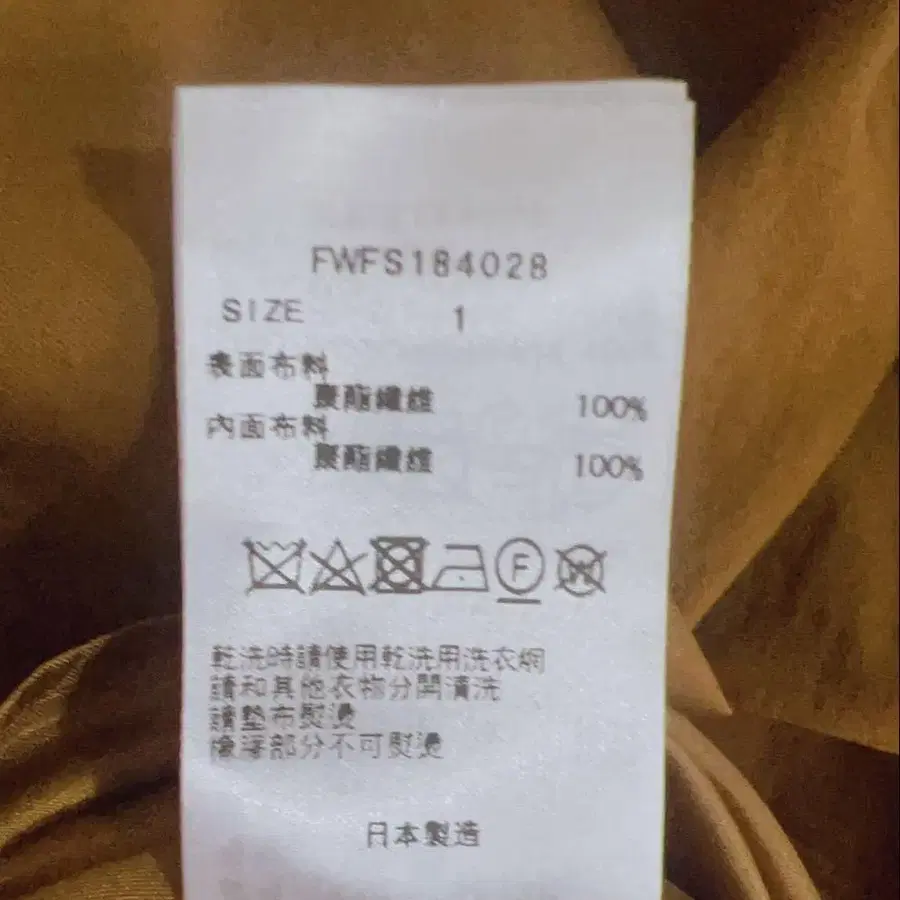 FWFS184028
SIZE 1
表面布料
聚酯纖維 100%
內面布料
聚酯纖維 100%
F
W
乾洗時請使用乾洗用洗衣網
請和其他衣物分開清洗
請墊布熨燙
部分不可熨燙
日本製造